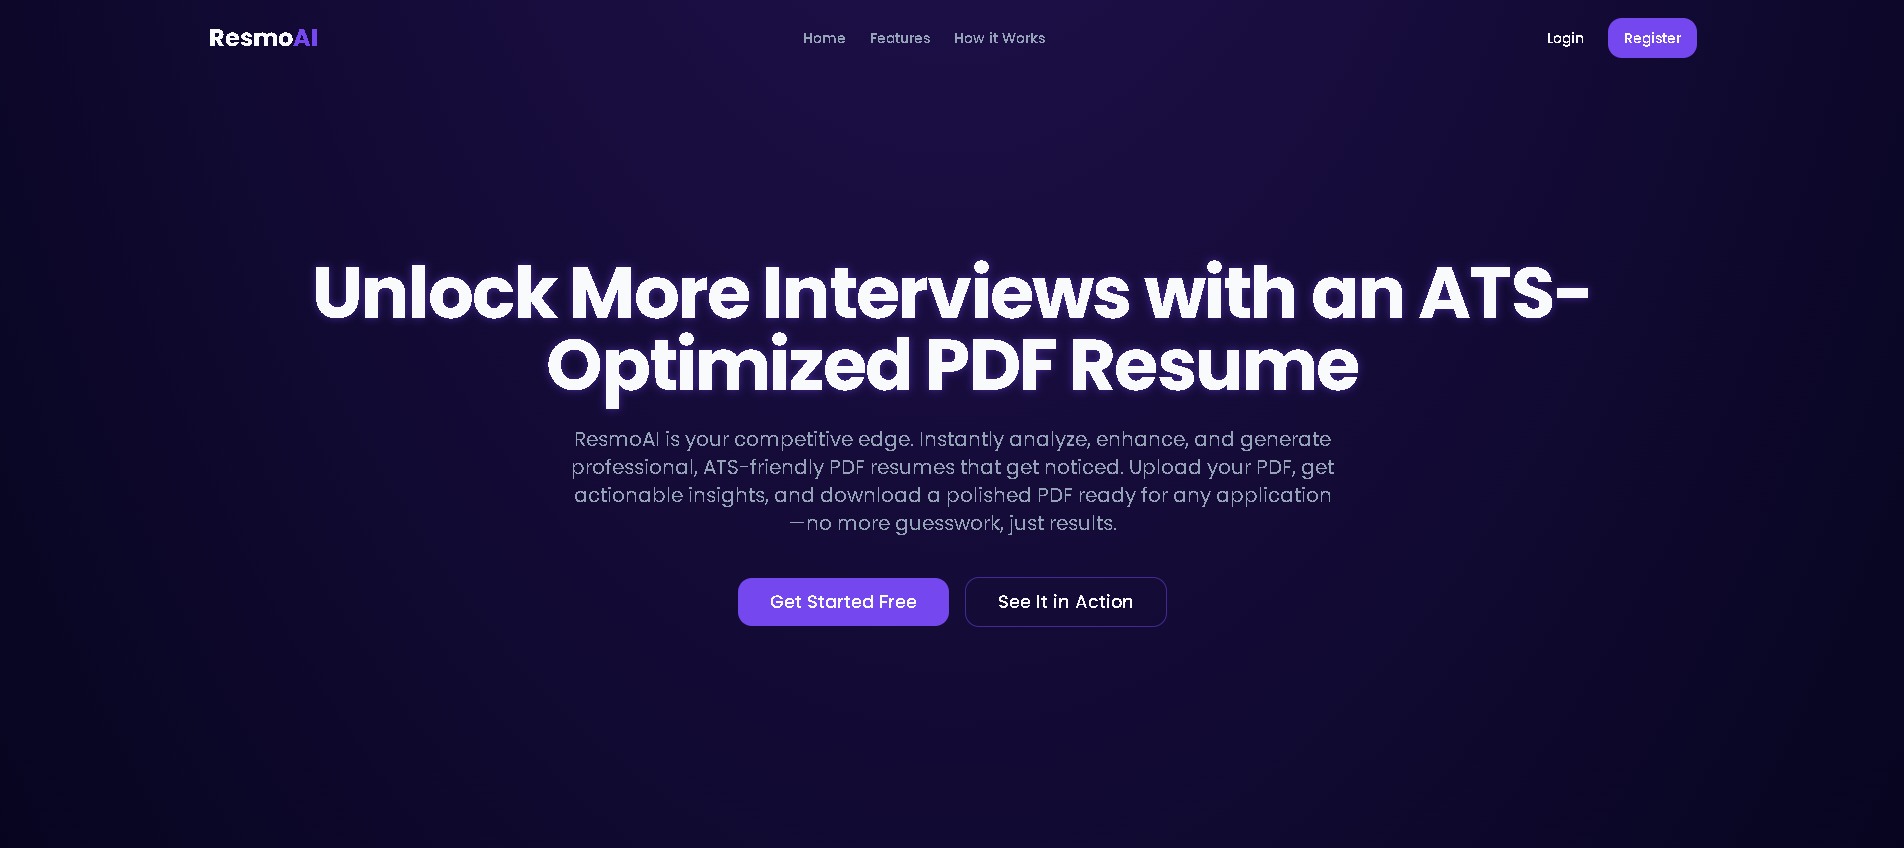 ResmoAI
Home
Features
How it Works
Login
Register
Unlock More Interviews with an ATS-
Optimized PDF Resume
ResmoAI is your competitive edge. Instantly analyze, enhance, and generate
professional, ATS-friendly PDF resumes that get noticed. Upload your PDF, get
actionable insights, and download a polished PDF ready for any application
—no more guesswork, just results.
Get Started Free
See It in Action